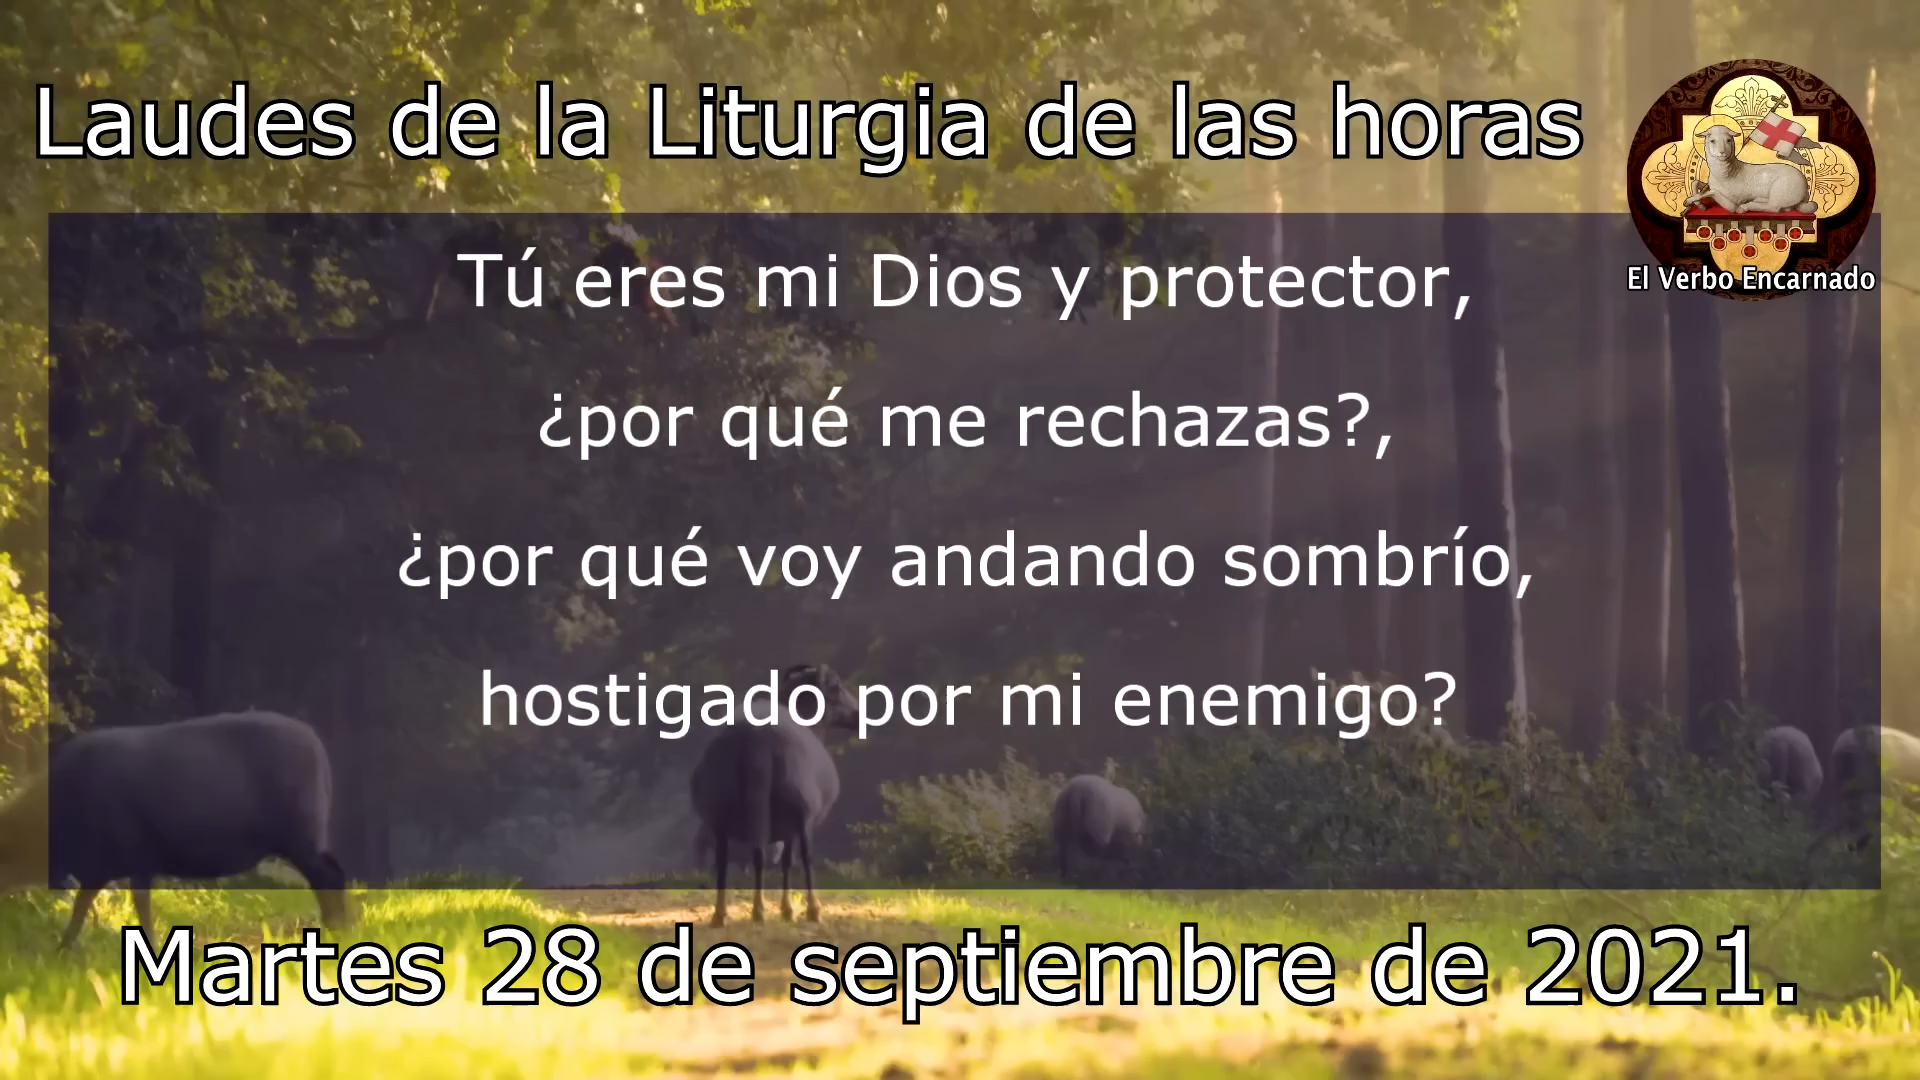 Laudes de la Liturgia de las horas
El Verbo Encarnado
Tú eres mi Dios y protector,
¿por qué me rechazas?,
¿por qué voy andando sombrío,
hostigado por mi enemigo?
Martes 28 de septiembre de 2021.